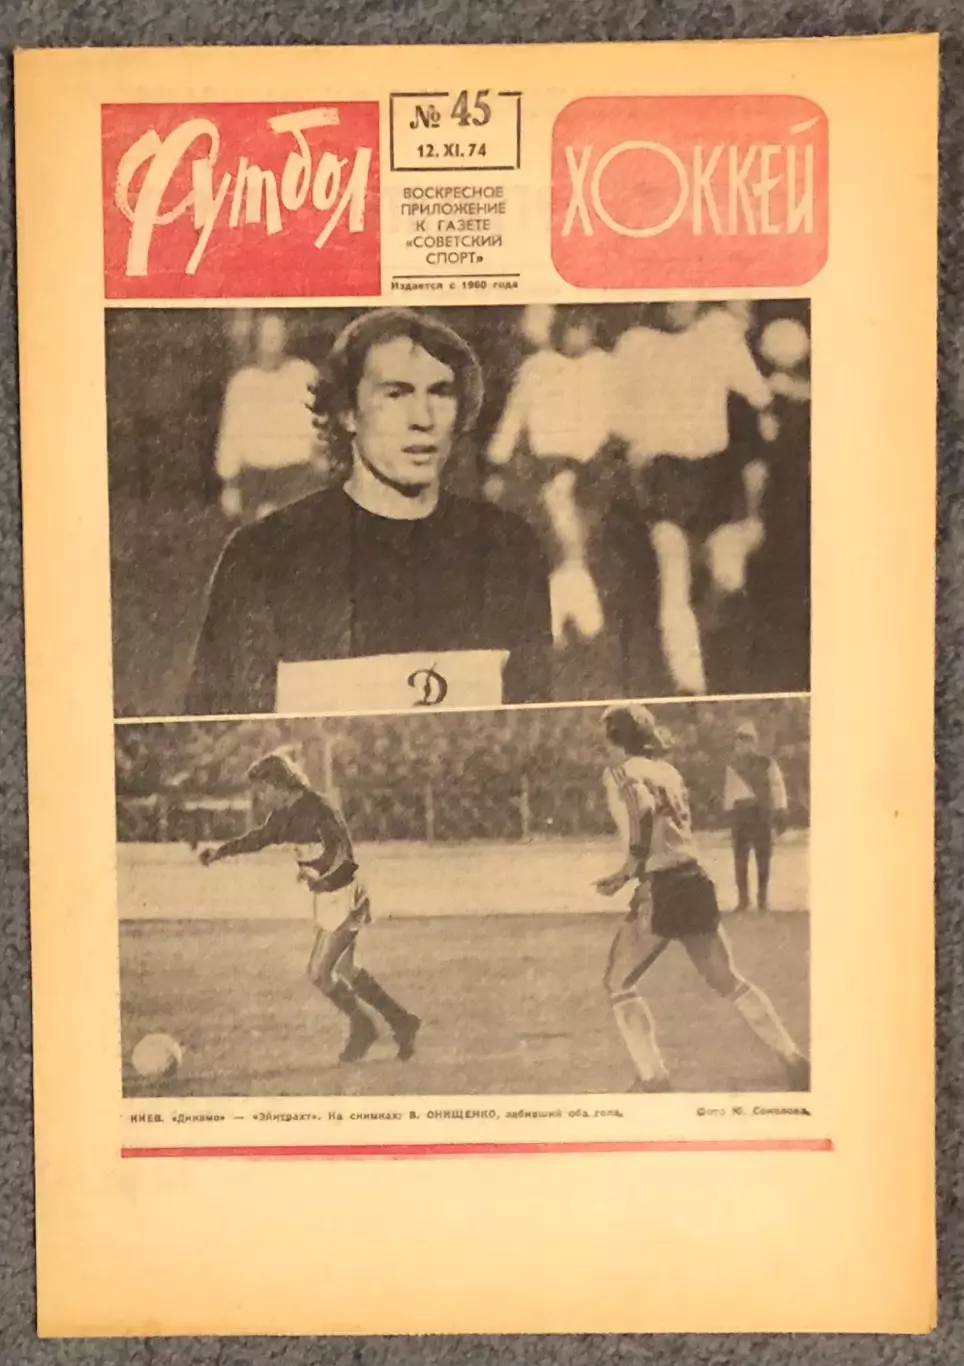 Футбол
№ 45
12. XI. 74
ВОСКРЕСНОЕ
ПРИЛОЖЕНИЕ
К ГАЗЕТЕ
«СОВЕТСКИЙ
СПОРТ»
Издается с 1960 года
ХОККЕЙ
Д
КИЕВ. «Динамо» — «Эйнтрахт». На снимках: В. ОНИЩЕНКО, забивший оба гола. Фото Ю. Соколова.